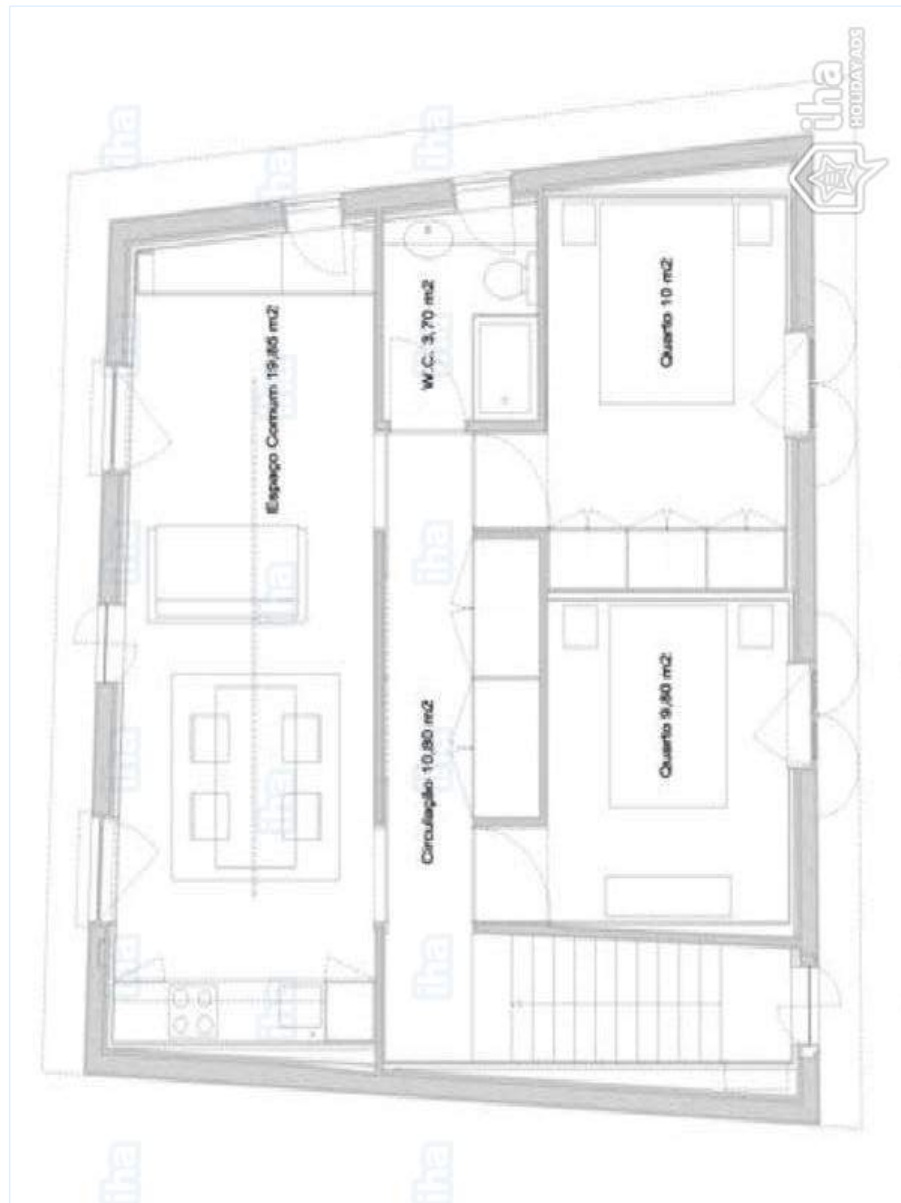 iha
HOLIDAY ADS
Espaço Comum 19,85 m2
W.C. 3,70 m2
Quarto 10 m2
Circulação 10,80 m2
Quarto 9,80 m2